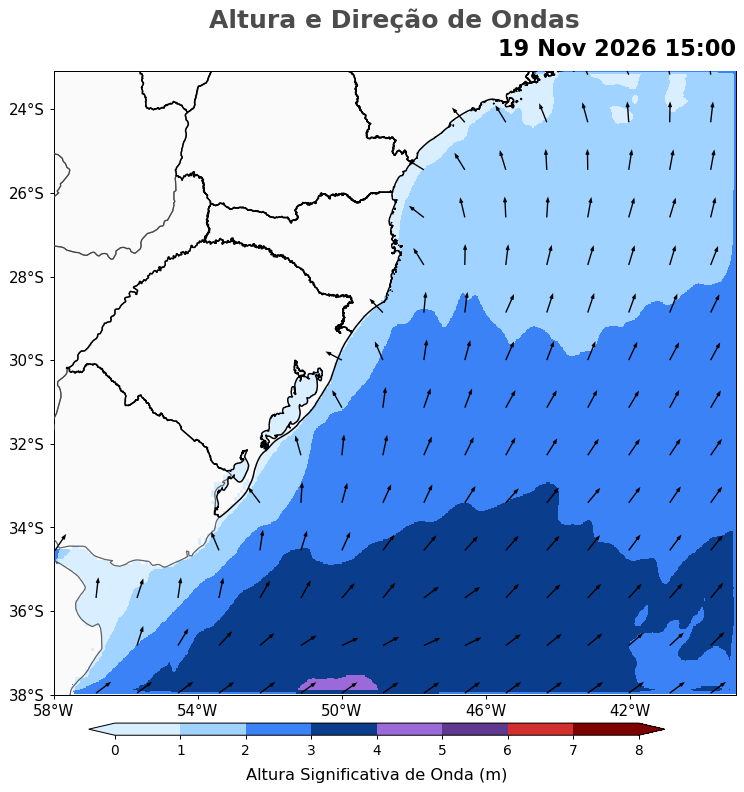 Altura e Direção de Ondas
19 Nov 2026 15:00
24°S
26°S
28°S
30°S
32°S
34°S
36°S
38°S
58°W 54°W 50°W 46°W 42°W
0 1 2 3 4 5 6 7 8
Altura Significativa de Onda (m)